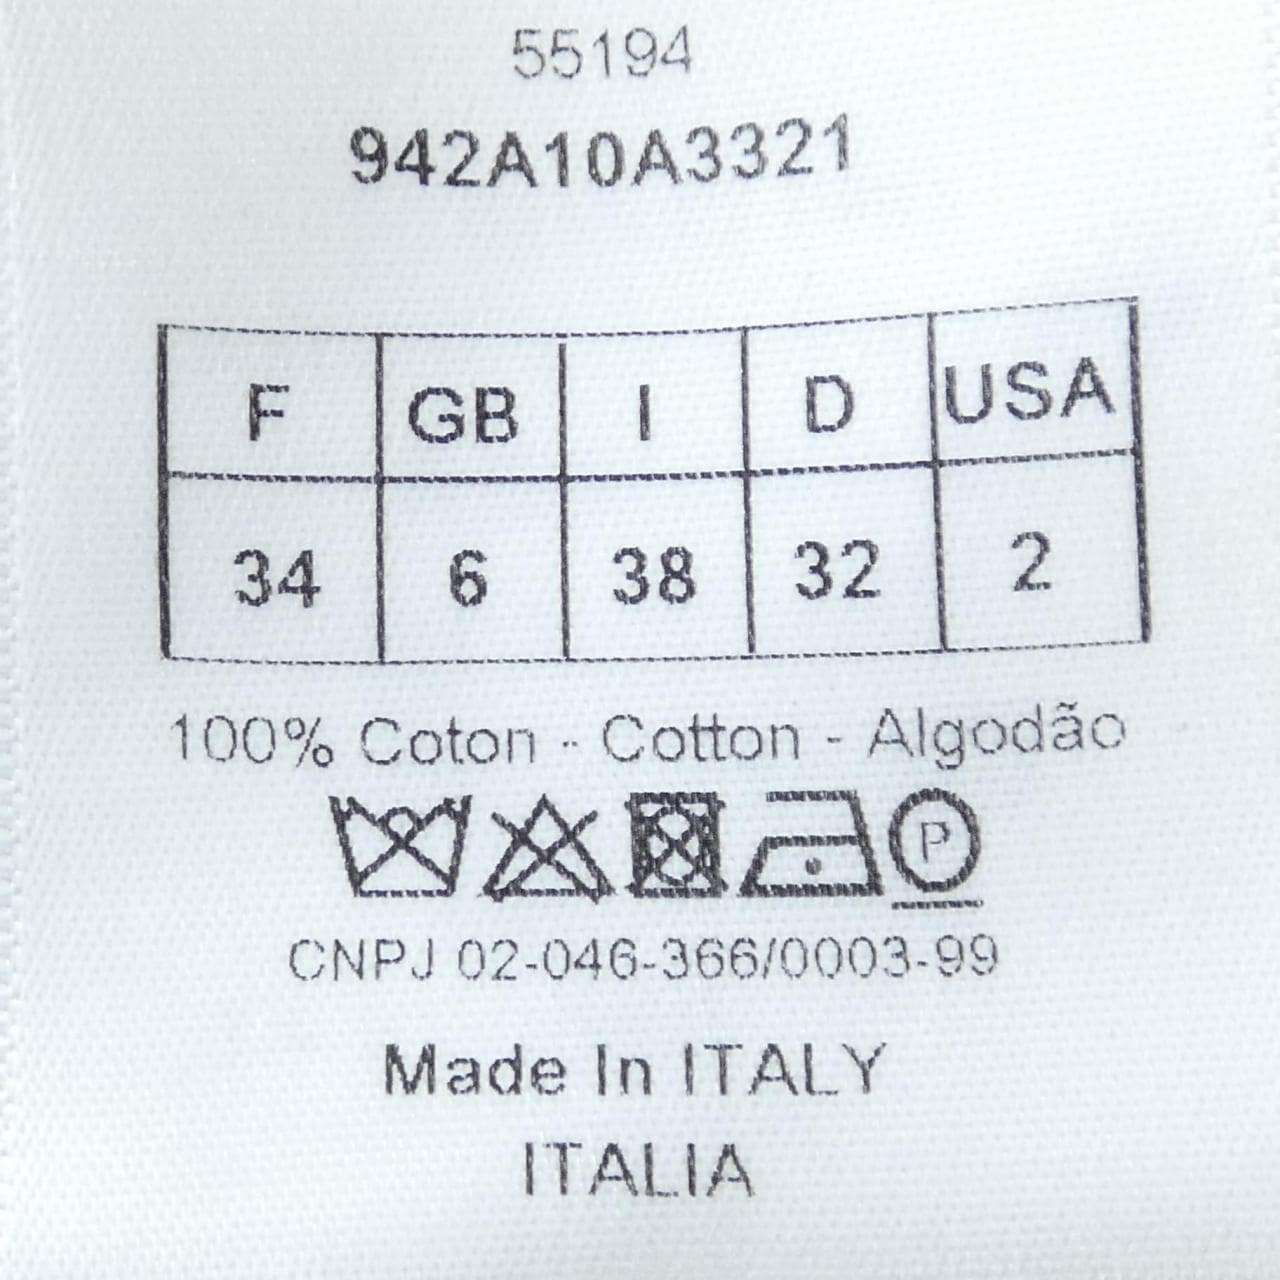 55194
942A10A3321
F GB I D USA
34 6 38 32 2
100% Coton - Cotton - Algodão
P
CNPJ 02-046-366/0003-99
Made In ITALY
ITALIA